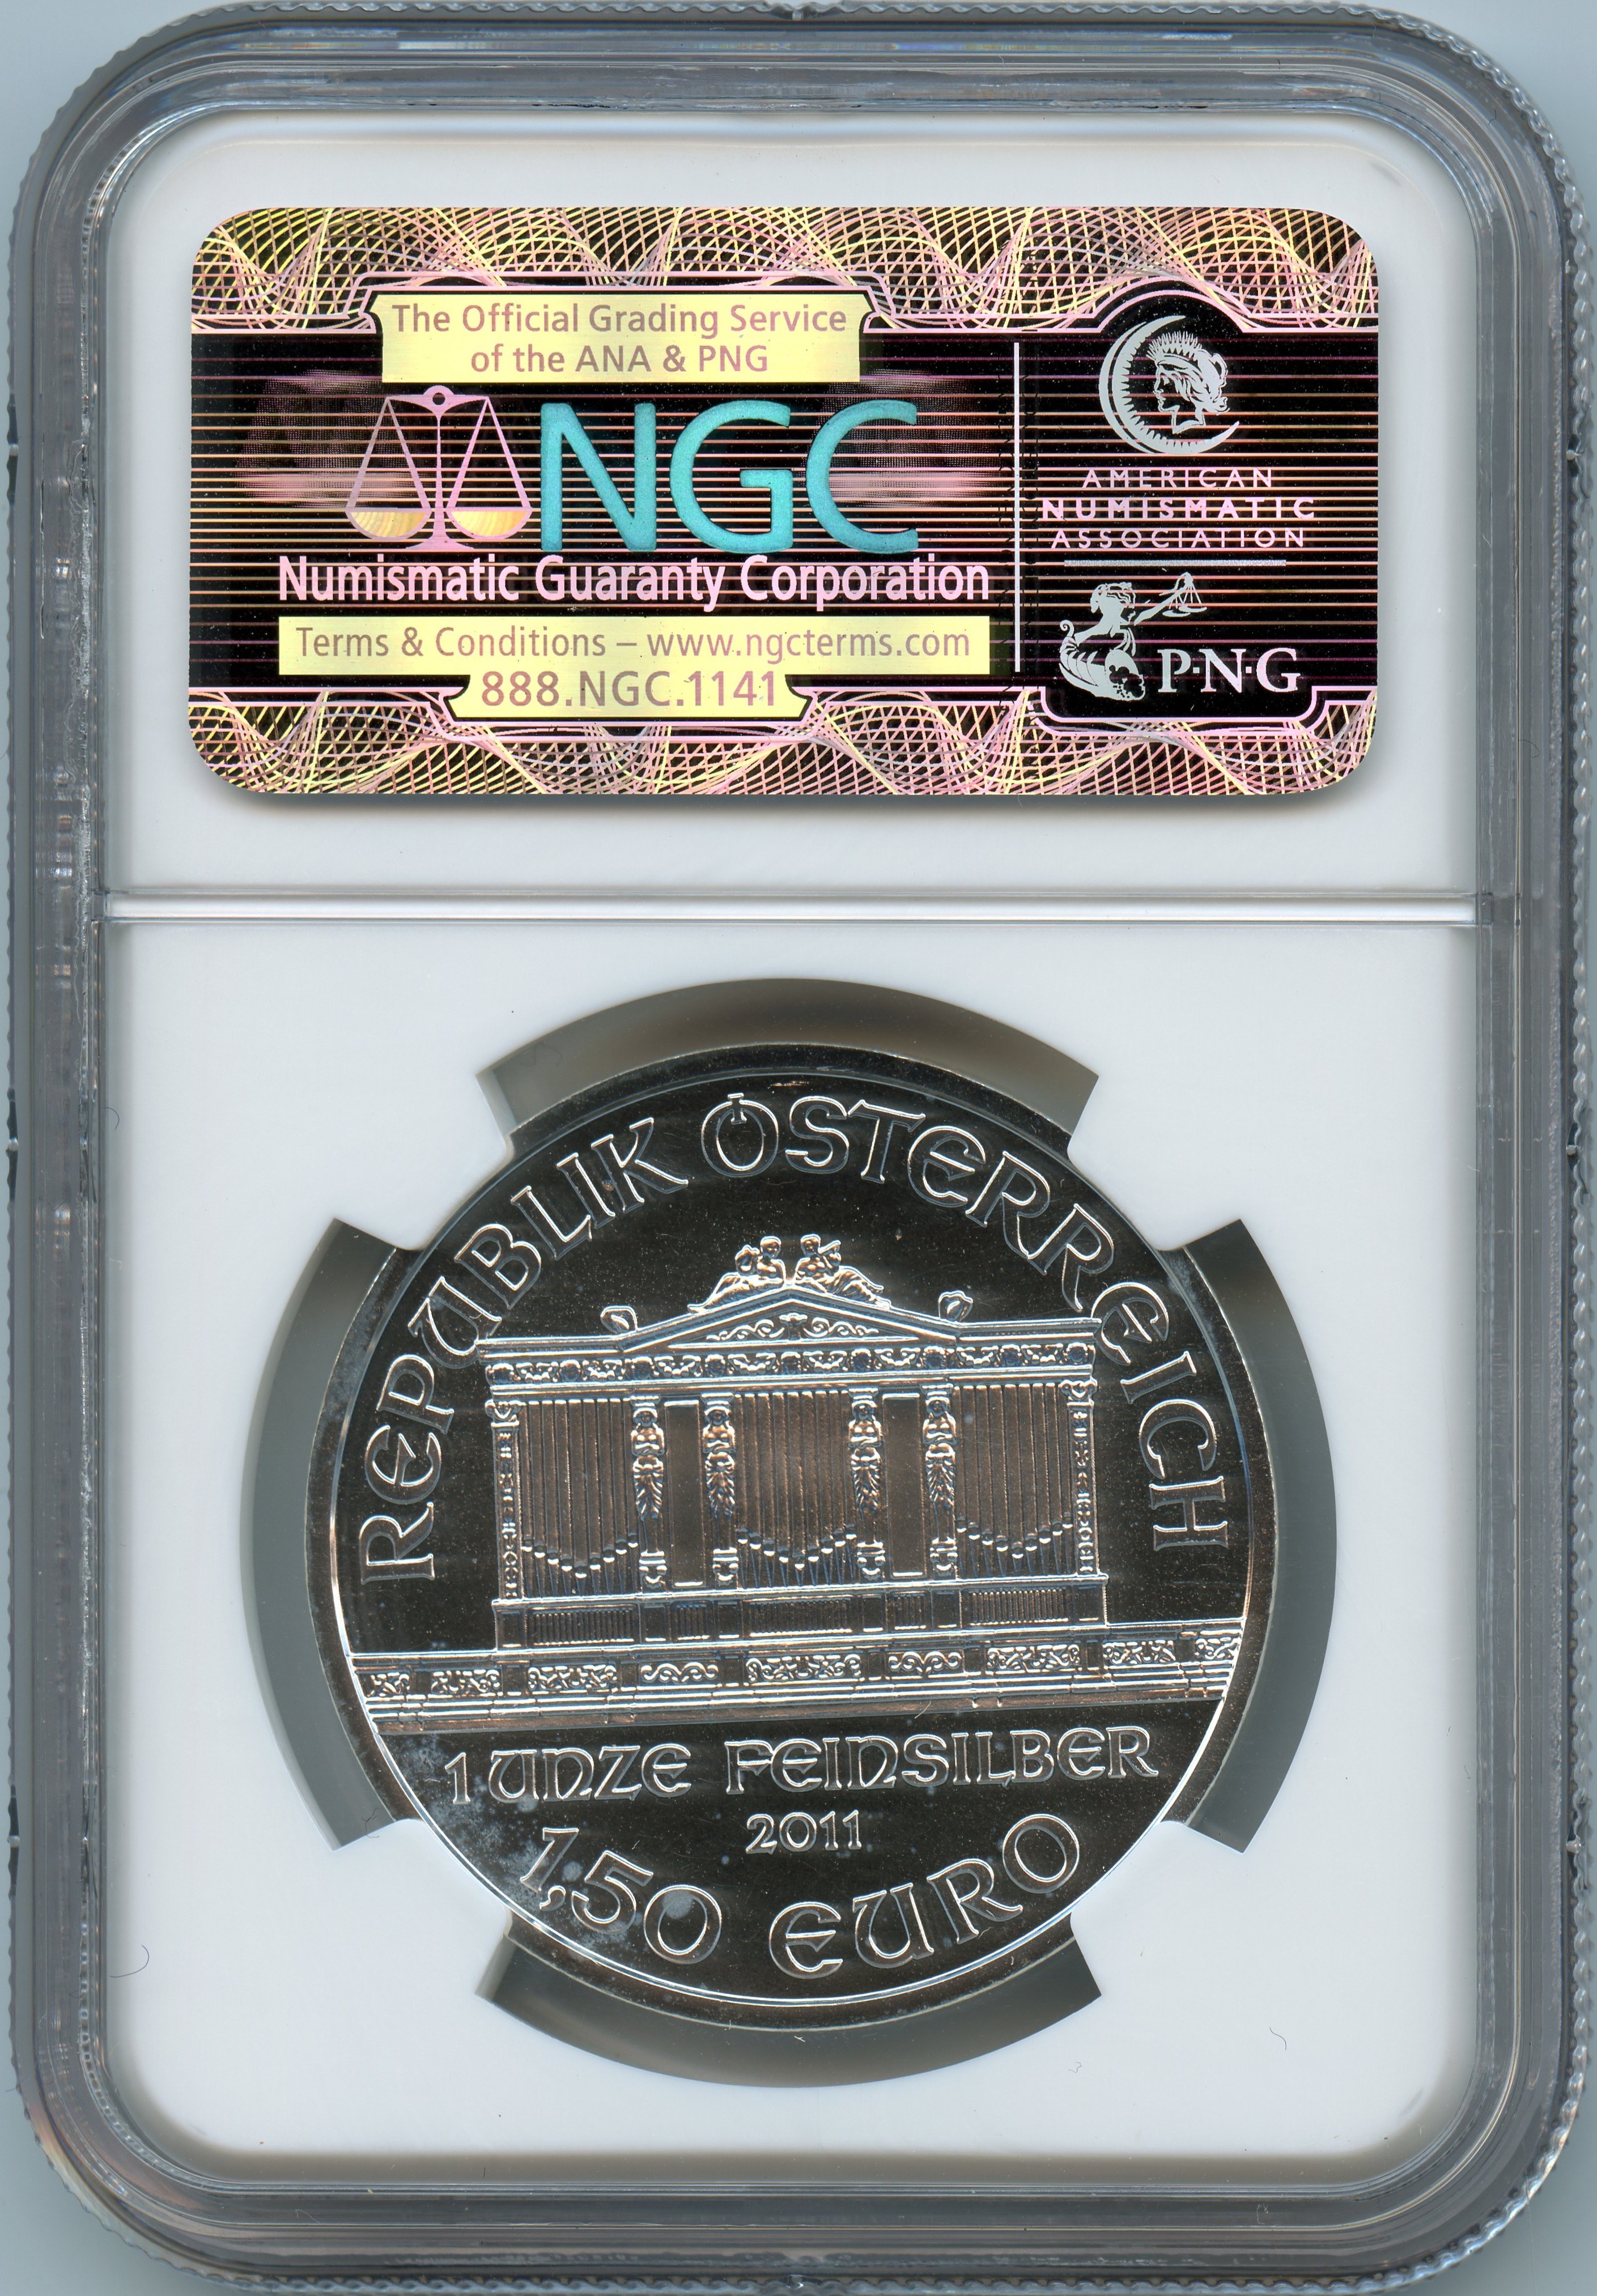 The Official Grading Service
of the ANA & PNG
NGC
Numismatic Guaranty Corporation
Terms & Conditions – www.ngcterms.com
888.NGC.1141
AMERICAN
NUMISMATIC
ASSOCIATION
P·N·G
REPUBLIK ÖSTERREICH
1 UNZE FEINSILBER
2011
1,50 EURO